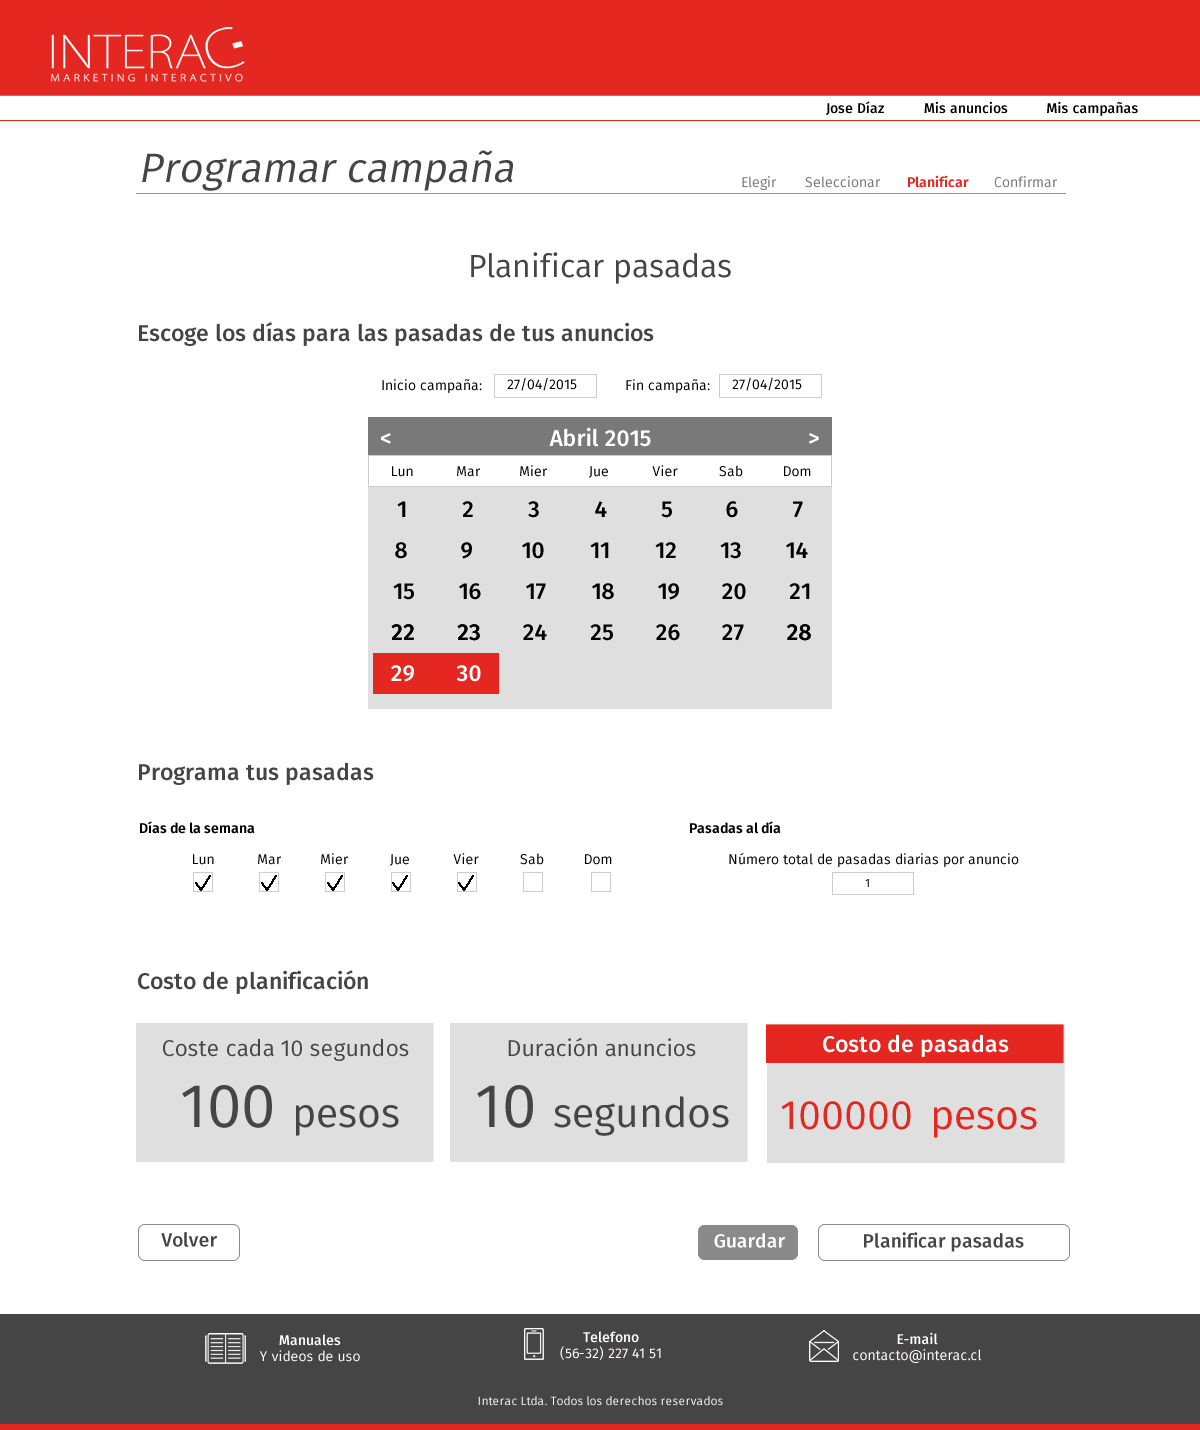 INTERAC
MARKETING INTERACTIVO
Jose Díaz Mis anuncios Mis campañas
Programar campaña
Elegir Seleccionar Planificar Confirmar
Planificar pasadas
Escoge los días para las pasadas de tus anuncios
Inicio campaña: 27/04/2015 Fin campaña: 27/04/2015
< Abril 2015 >
Lun Mar Mier Jue Vier Sab Dom
1 2 3 4 5 6 7
8 9 10 11 12 13 14
15 16 17 18 19 20 21
22 23 24 25 26 27 28
29 30
Programa tus pasadas
Días de la semana
Lun Mar Mier Jue Vier Sab Dom
Pasadas al día
Número total de pasadas diarias por anuncio
1
Costo de planificación
Coste cada 10 segundos
100 pesos
Duración anuncios
10 segundos
Costo de pasadas
100000 pesos
Volver Guardar Planificar pasadas
Manuales
Y videos de uso
Telefono
(56-32) 227 41 51
E-mail
contacto@interac.cl
Interac Ltda. Todos los derechos reservados